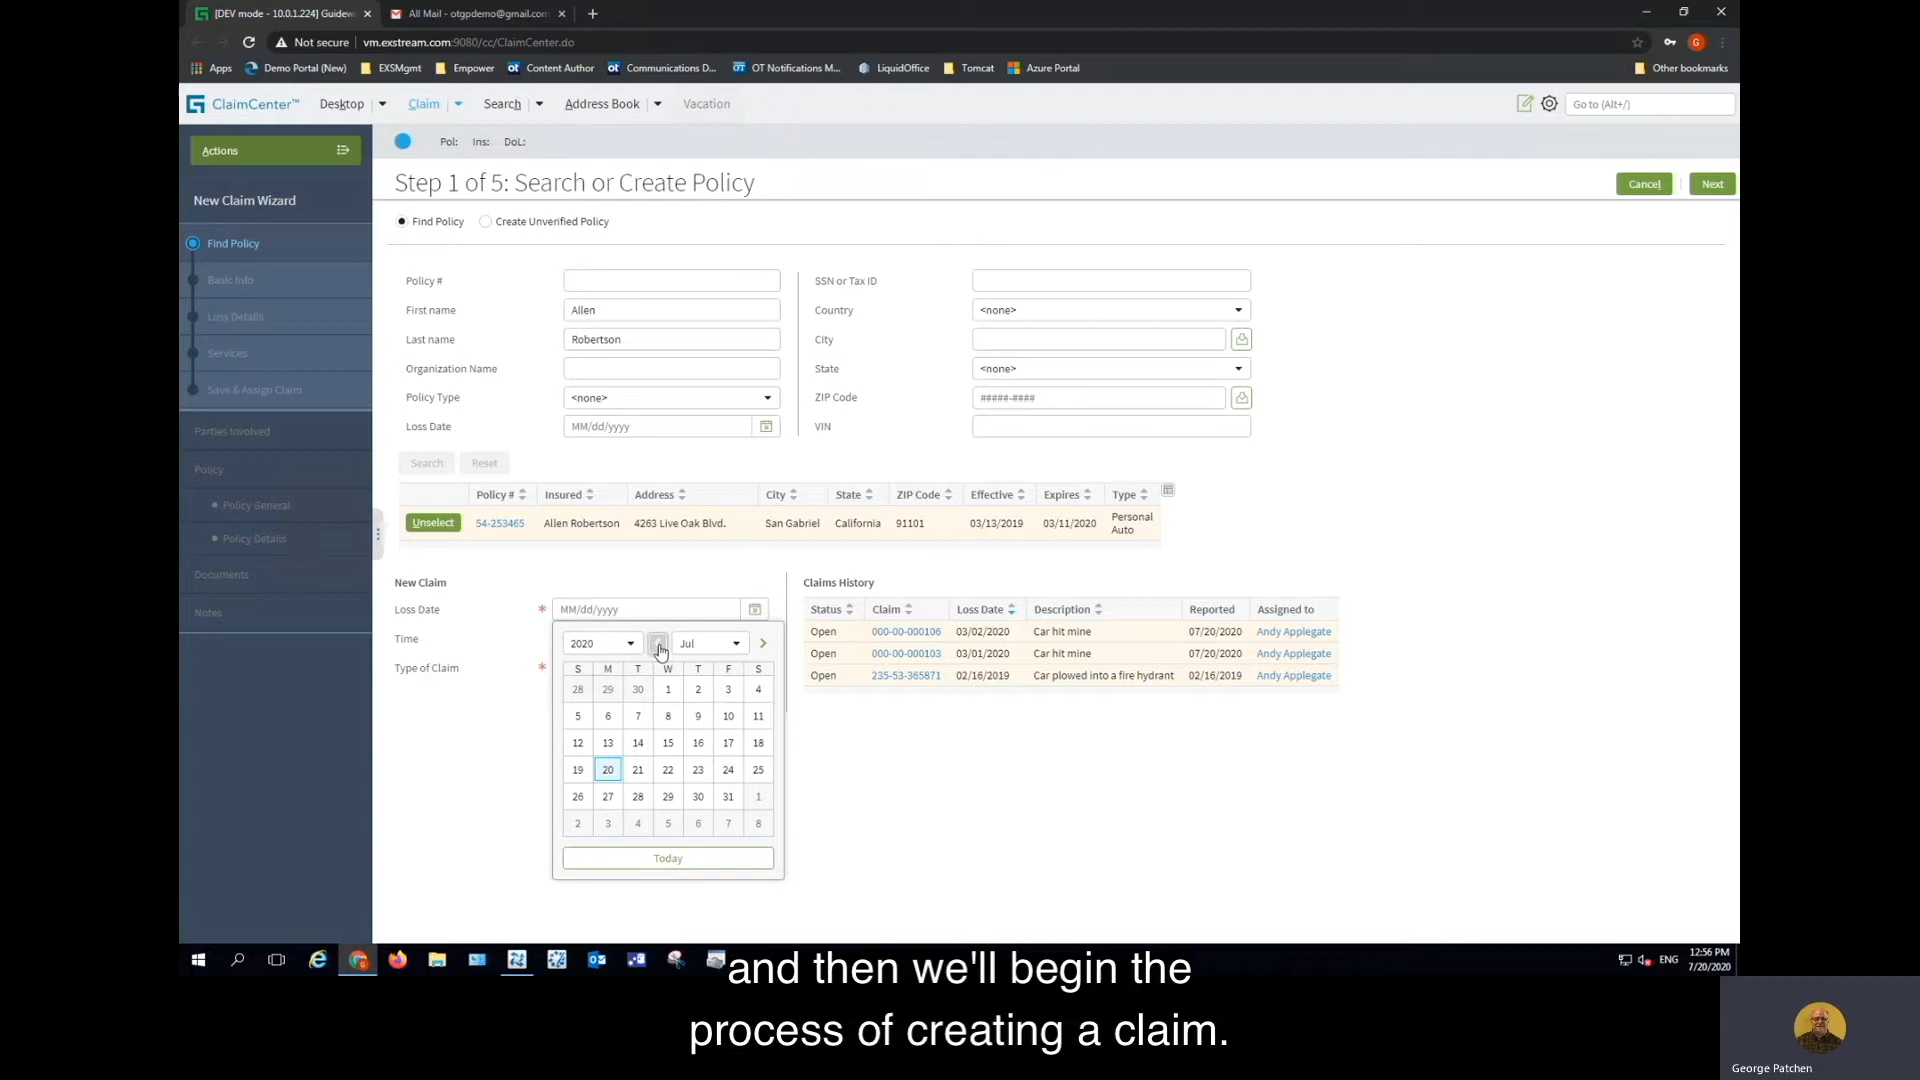 [DEV mode - 10.0.1.224] Guidew
All Mail - otgpdemo@gmail.com
Not secure
vm.exstream.com:9080/cc/ClaimCenter.do
G
Apps
Demo Portal (New)
EXSMgmt
Empower
Content Author
Communications D...
OT Notifications M...
LiquidOffice
Tomcat
Azure Portal
Other bookmarks
ClaimCenter™
Desktop
Claim
Search
Address Book
Vacation
Go to (Alt+/)
Actions
Pol: Ins: DoL:
New Claim Wizard
Find Policy
Basic Info
Loss Details
Services
Save & Assign Claim
Parties Involved
Policy
Policy General
Policy Details
Documents
Notes
Step 1 of 5: Search or Create Policy
Cancel
Next
Find Policy
Create Unverified Policy
Policy #
First name Allen
Last name Robertson
Organization Name
Policy Type <none>
Loss Date MM/dd/yyyy
SSN or Tax ID
Country <none>
City
State <none>
ZIP Code #####-####
VIN
Search
Reset
Policy # Insured Address City State ZIP Code Effective Expires Type
Unselect 54-253465 Allen Robertson 4263 Live Oak Blvd. San Gabriel California 91101 03/13/2019 03/11/2020 Personal
Auto
New Claim
Loss Date * MM/dd/yyyy
Time
Type of Claim *
2020 Jul
S M T W T F S
28 29 30 1 2 3 4
5 6 7 8 9 10 11
12 13 14 15 16 17 18
19 20 21 22 23 24 25
26 27 28 29 30 31 1
2 3 4 5 6 7 8
Today
Claims History
Status Claim Loss Date Description Reported Assigned to
Open 000-00-000106 03/02/2020 Car hit mine 07/20/2020 Andy Applegate
Open 000-00-000103 03/01/2020 Car hit mine 07/20/2020 Andy Applegate
Open 235-53-365871 02/16/2019 Car plowed into a fire hydrant 02/16/2019 Andy Applegate
ENG
12:56 PM
7/20/2020
and then we'll begin the
process of creating a claim.
George Patchen